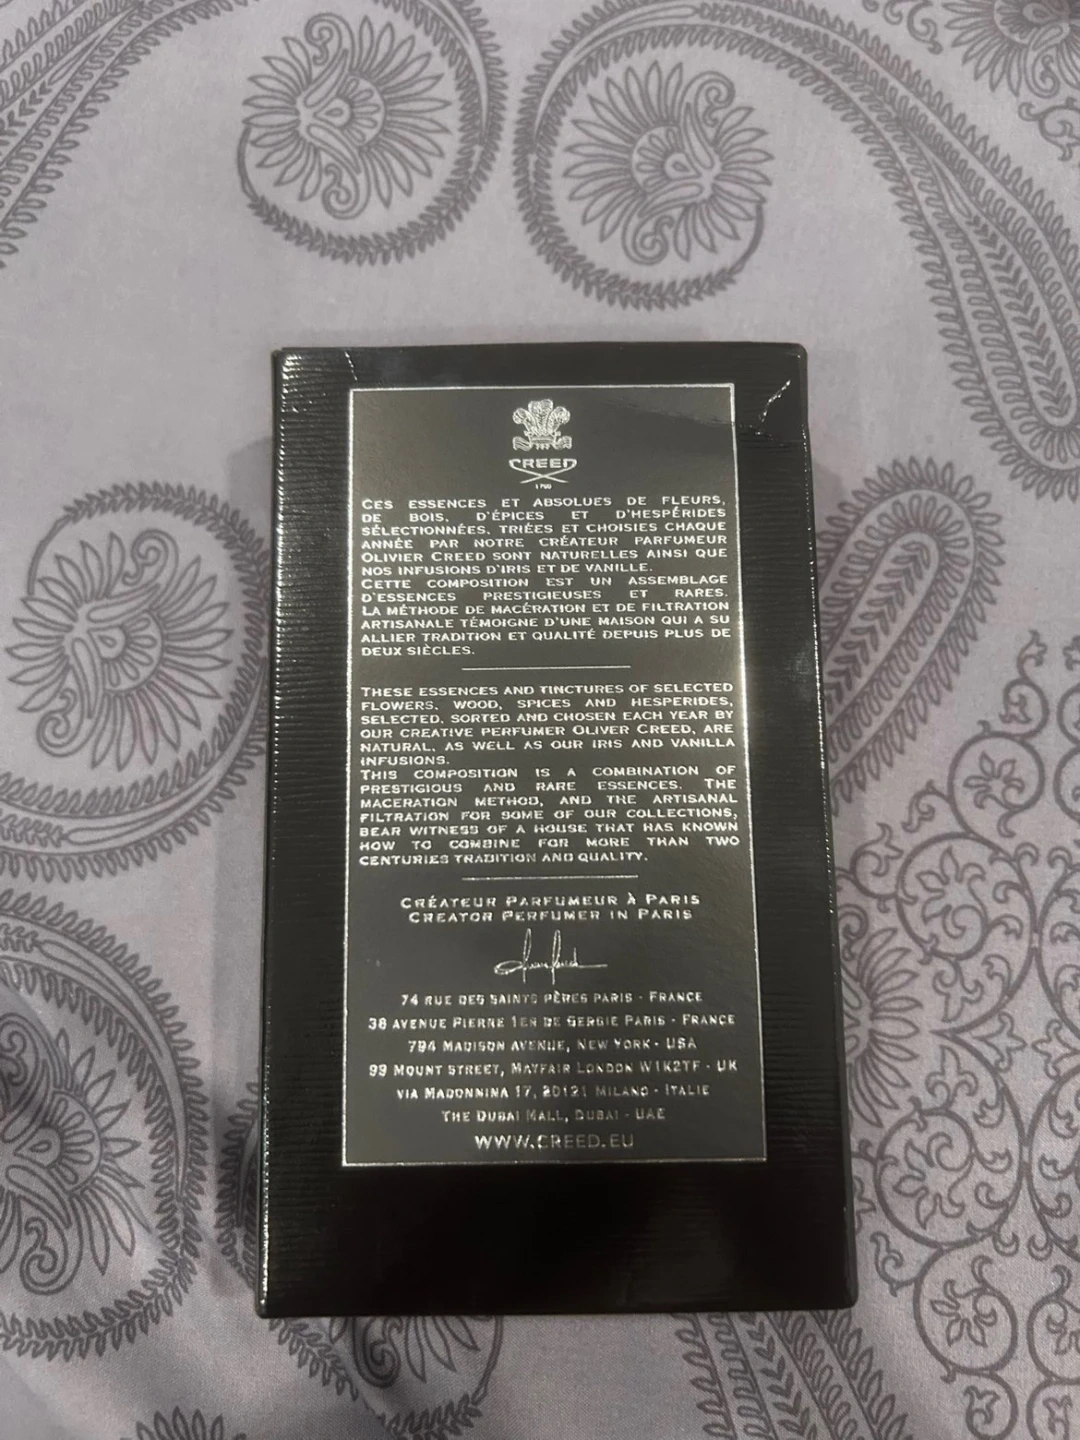 CREED
1760
CES ESSENCES ET ABSOLUES DE FLEURS,
DE BOIS, D'ÉPICES ET D'HESPÉRIDES
SÉLECTIONNÉES, TRIÉES ET CHOISIES CHAQUE
ANNÉE PAR NOTRE CRÉATEUR PARFUMEUR
OLIVIER CREED SONT NATURELLES AINSI QUE
NOS INFUSIONS D'IRIS ET DE VANILLE.
CETTE COMPOSITION EST UN ASSEMBLAGE
D'ESSENCES PRESTIGIEUSES ET RARES.
LA MÉTHODE DE MACÉRATION ET DE FILTRATION
ARTISANALE TÉMOIGNE D'UNE MAISON QUI A SU
ALLIER TRADITION ET QUALITÉ DEPUIS PLUS DE
DEUX SIÈCLES.
THESE ESSENCES AND TINCTURES OF SELECTED
FLOWERS, WOOD, SPICES AND HESPERIDES,
SELECTED, SORTED AND CHOSEN EACH YEAR BY
OUR CREATIVE PERFUMER OLIVER CREED, ARE
NATURAL, AS WELL AS OUR IRIS AND VANILLA
INFUSIONS.
THIS COMPOSITION IS A COMBINATION OF
PRESTIGIOUS AND RARE ESSENCES. THE
MACERATION METHOD, AND THE ARTISANAL
FILTRATION FOR SOME OF OUR COLLECTIONS,
BEAR WITNESS OF A HOUSE THAT HAS KNOWN
HOW TO COMBINE FOR MORE THAN TWO
CENTURIES TRADITION AND QUALITY.
CRÉATEUR PARFUMEUR À PARIS
CREATOR PERFUMER IN PARIS
74 RUE DES SAINTS PÈRES PARIS - FRANCE
38 AVENUE PIERRE 1ER DE SERBIE PARIS - FRANCE
794 MADISON AVENUE, NEW YORK - USA
99 MOUNT STREET, MAYFAIR LONDON W1K2TF - UK
VIA MADONNINA 17, 20121 MILANO - ITALIE
THE DUBAI MALL, DUBAI - UAE
WWW.CREED.EU